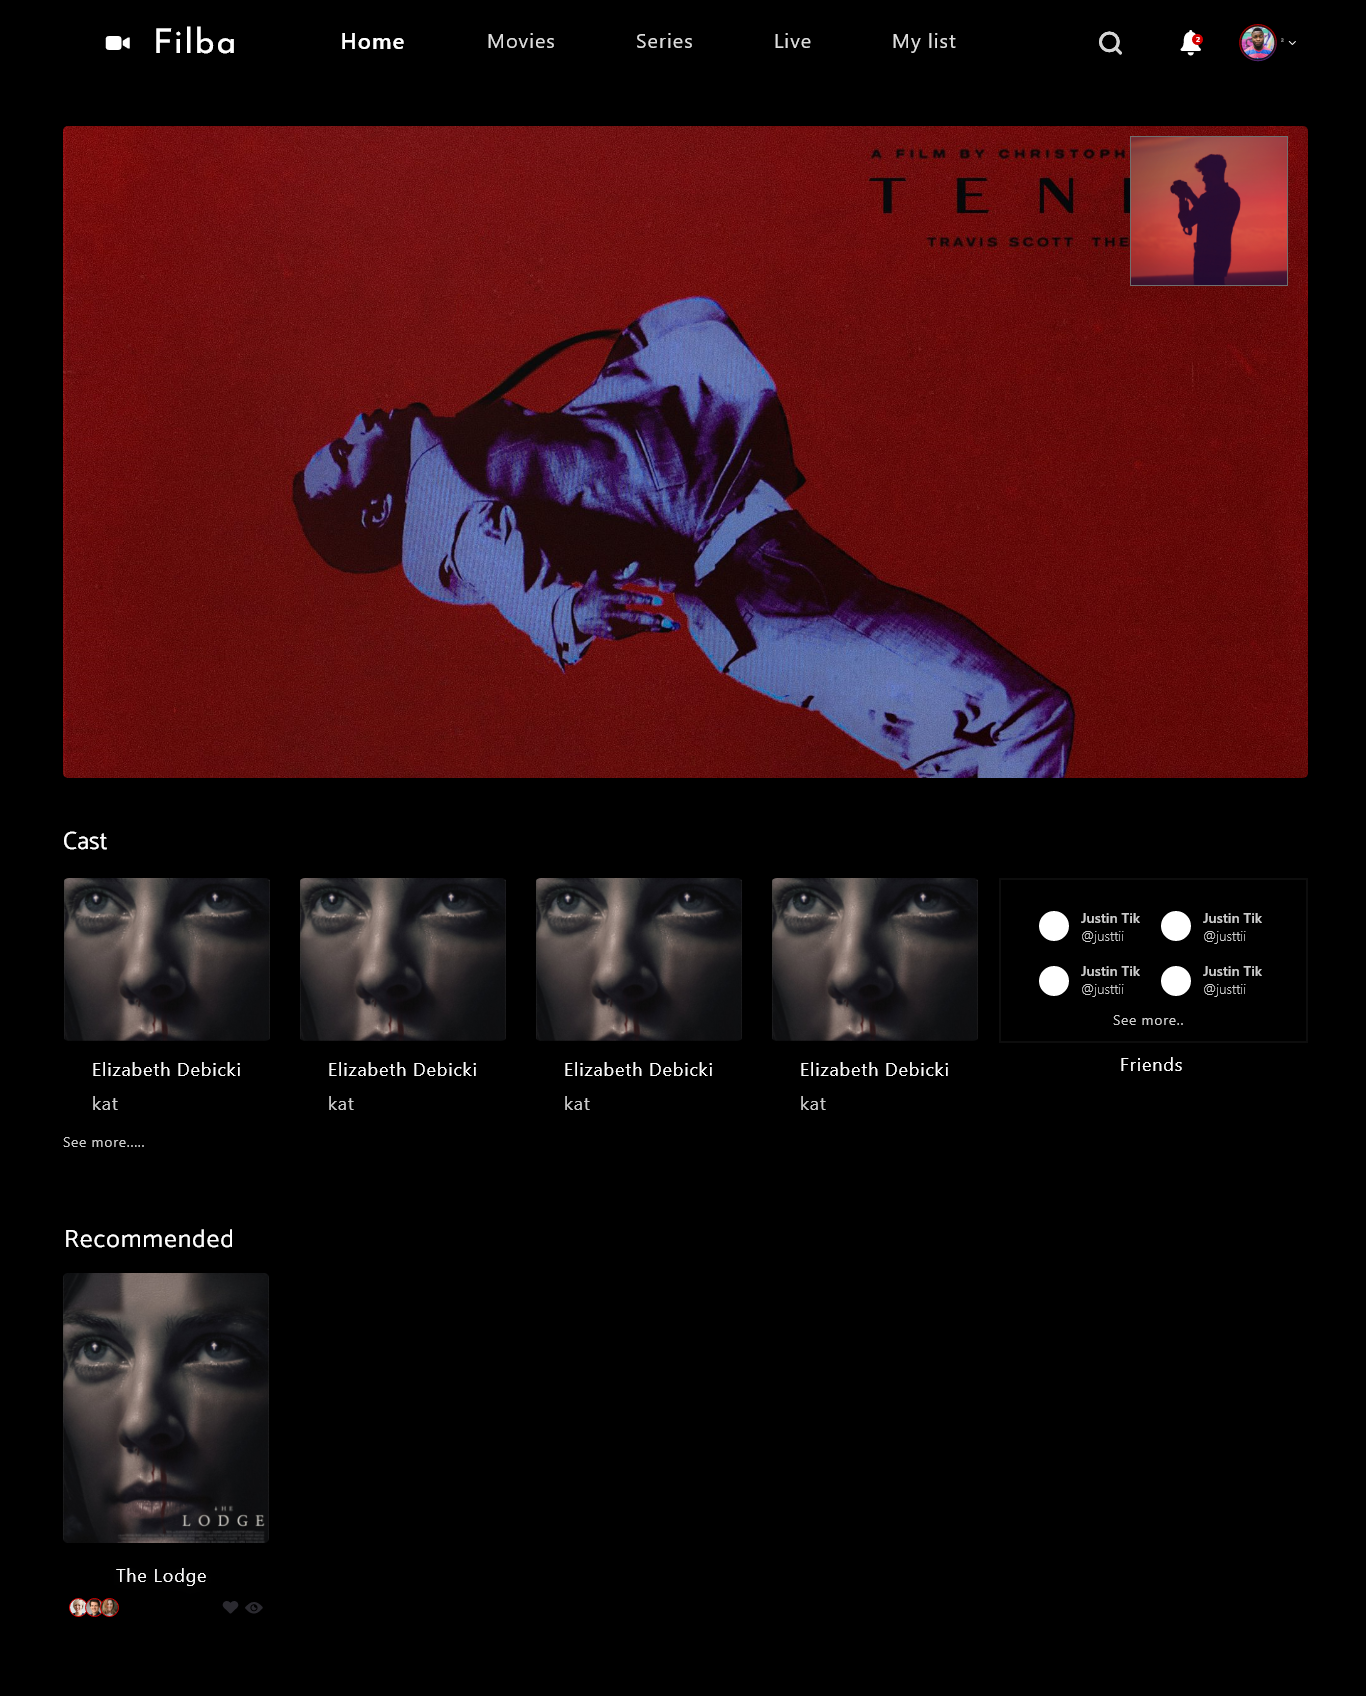 Filba
Home
Movies
Series
Live
My list
2
A FILM BY CHRISTOPH
T E N
TRAVIS SCOTT THE
Cast
Justin Tik
@justtii
Justin Tik
@justtii
Justin Tik
@justtii
Justin Tik
@justtii
See more..
Elizabeth Debicki
kat
Elizabeth Debicki
kat
Elizabeth Debicki
kat
Elizabeth Debicki
kat
Friends
See more.....
Recommended
THE
LODGE
The Lodge